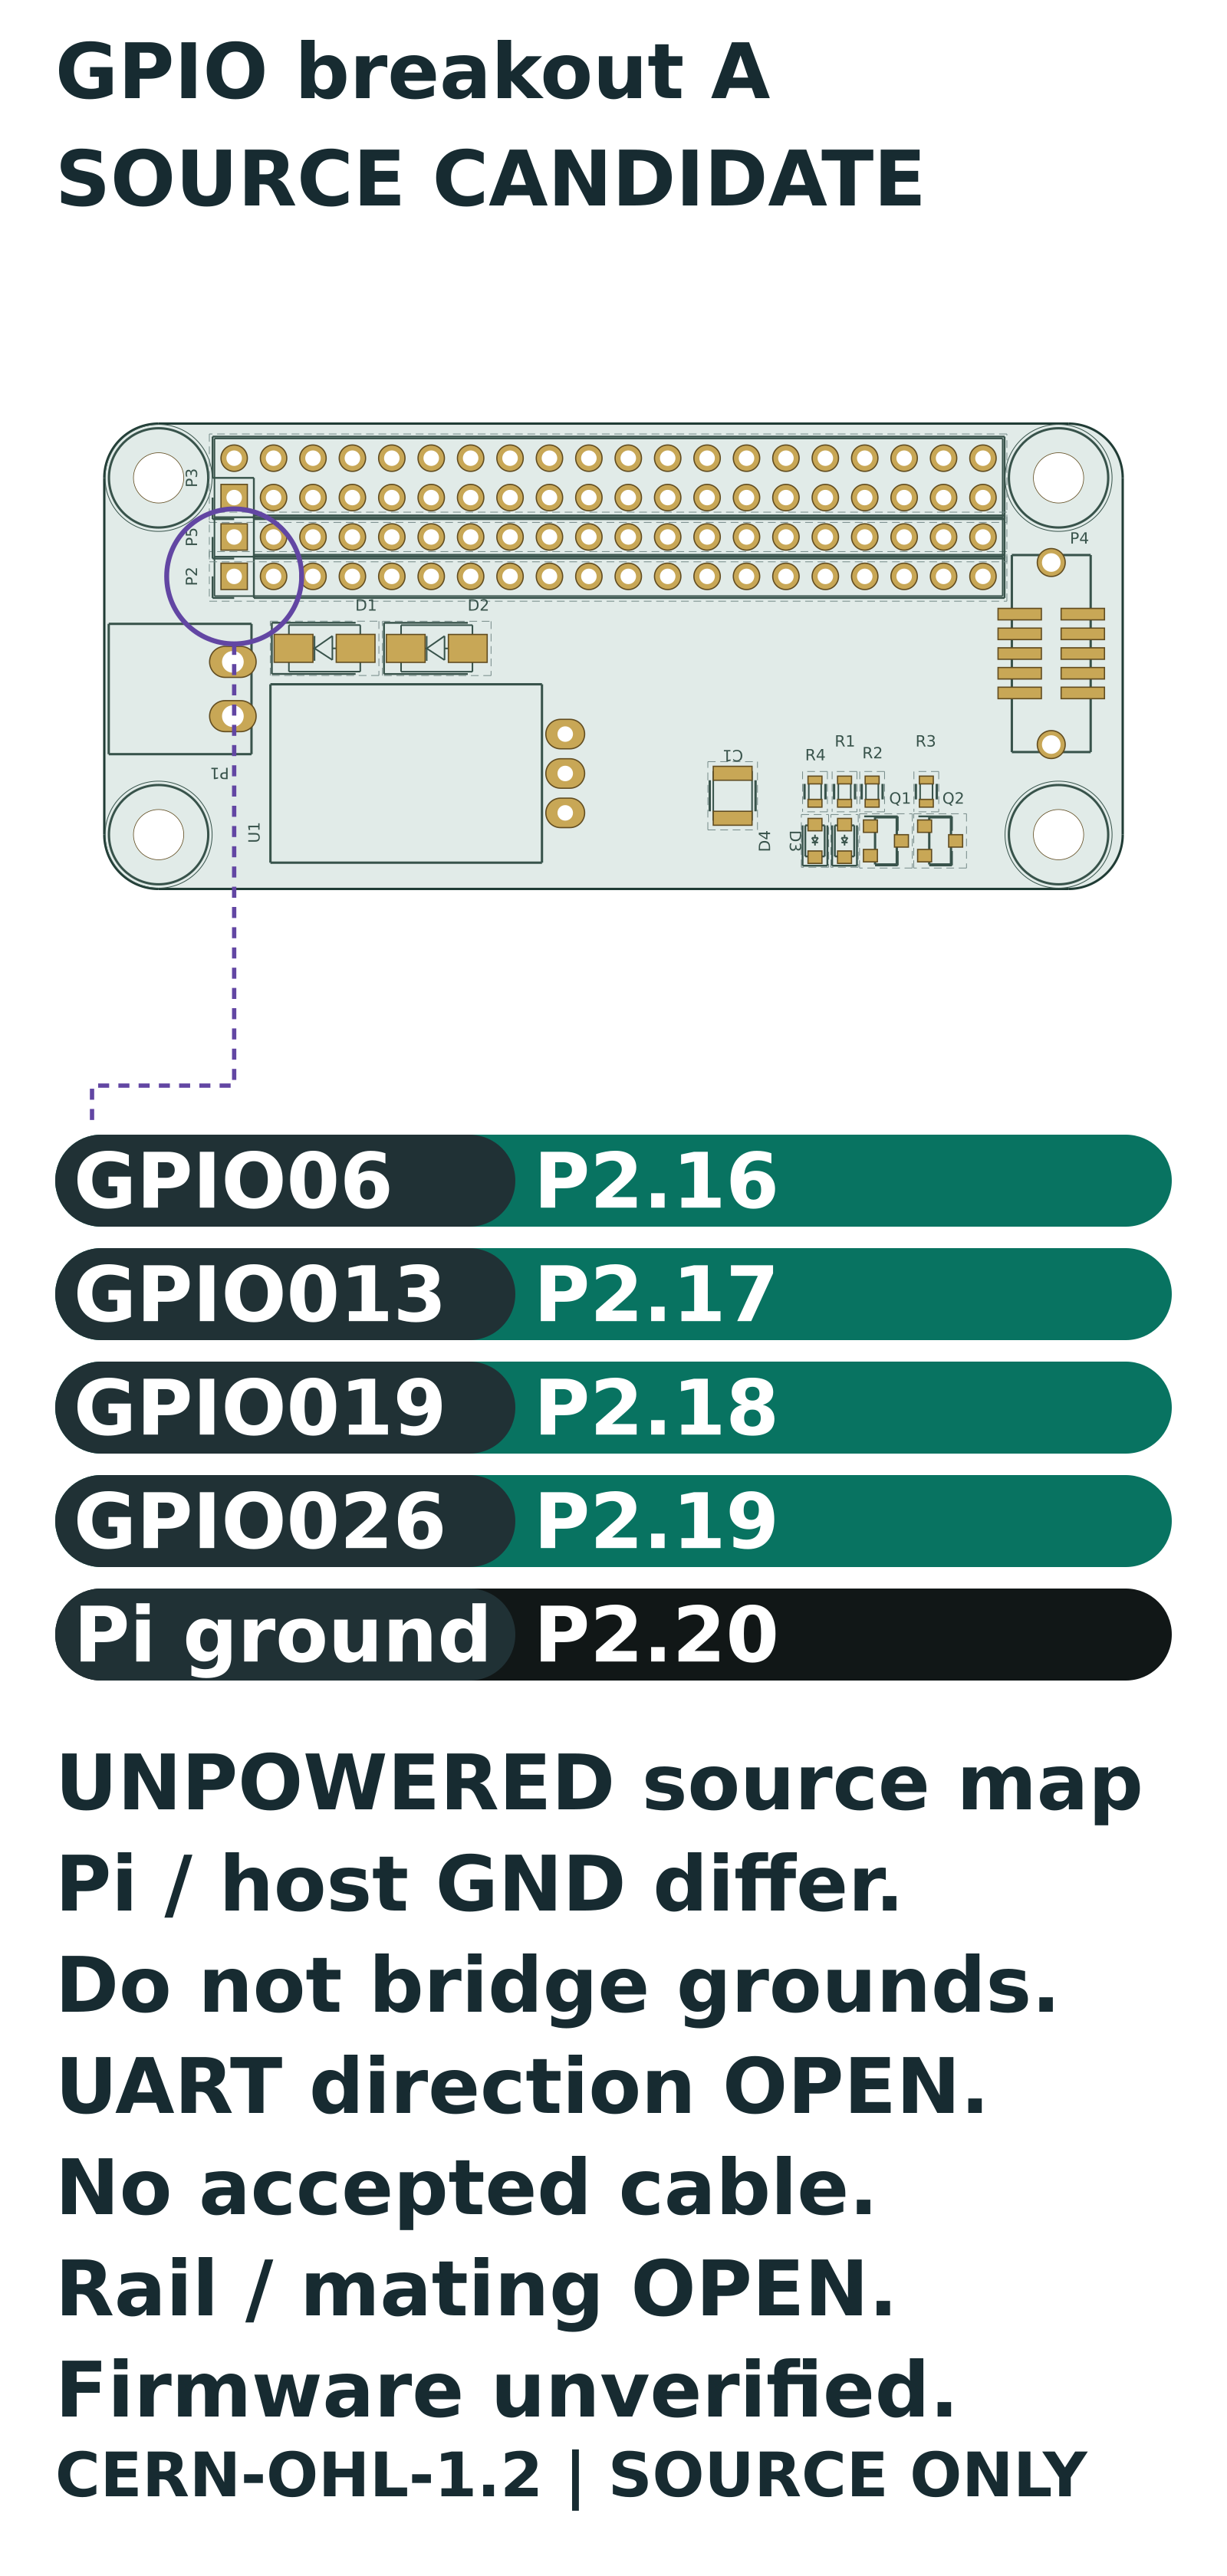 GPIO breakout A
SOURCE CANDIDATE
P3
P5
P2
P4
D1 D2
P1
U1
C1
D4
D3
R4
R1
R2
R3
Q1
Q2
GPIO06 P2.16
GPIO013 P2.17
GPIO019 P2.18
GPIO026 P2.19
Pi ground P2.20
UNPOWERED source map
Pi / host GND differ.
Do not bridge grounds.
UART direction OPEN.
No accepted cable.
Rail / mating OPEN.
Firmware unverified.
CERN-OHL-1.2 | SOURCE ONLY